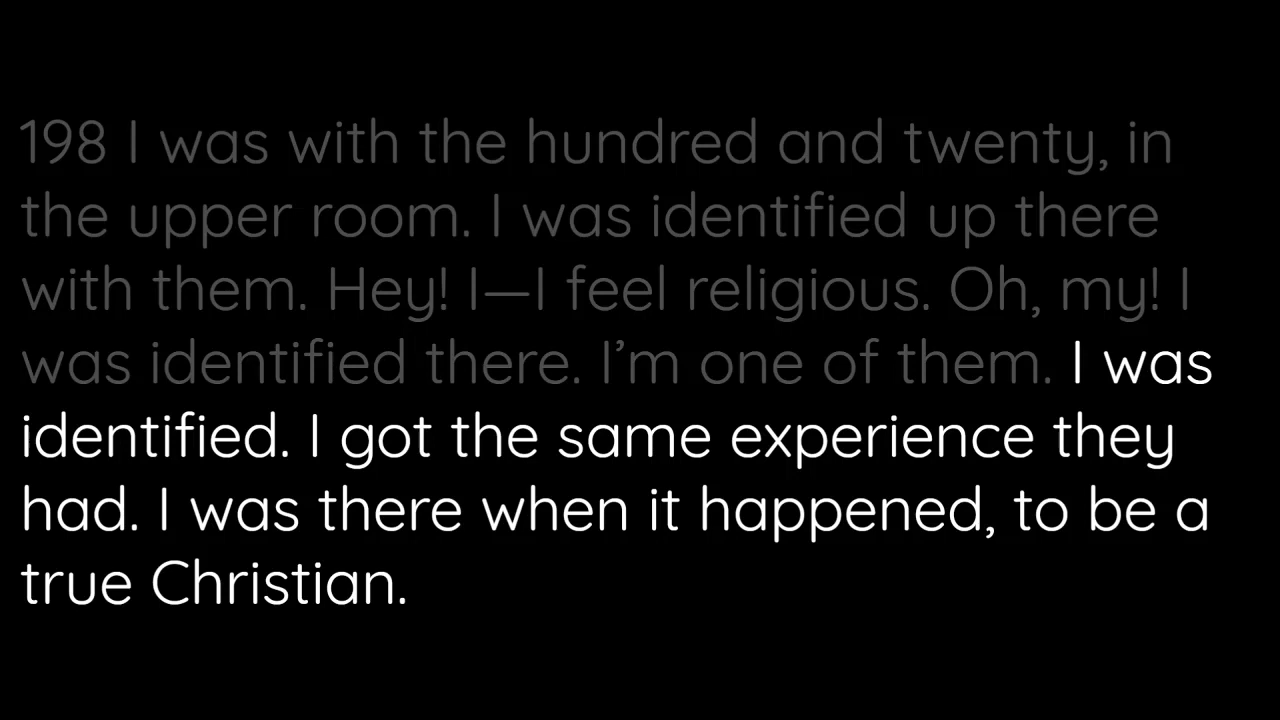 198 I was with the hundred and twenty, in
the upper room. I was identified up there
with them. Hey! I—I feel religious. Oh, my! I
was identified there. I’m one of them. I was
identified. I got the same experience they
had. I was there when it happened, to be a
true Christian.